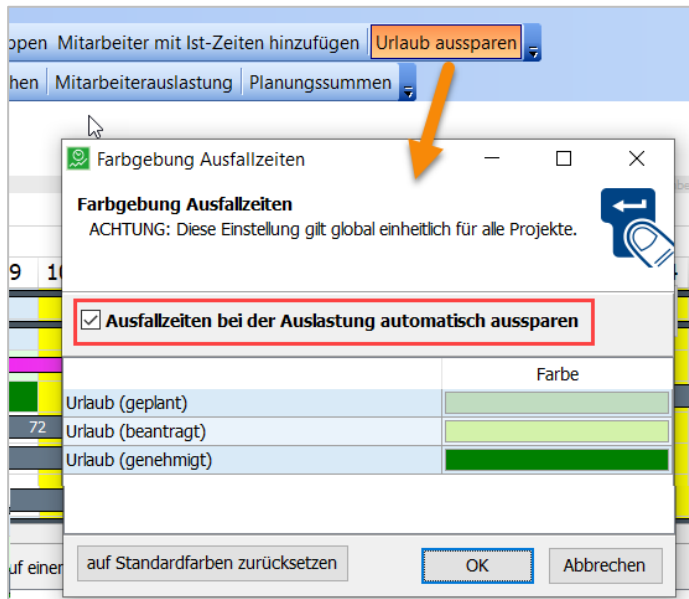 ppen Mitarbeiter mit Ist-Zeiten hinzufügen Urlaub aussparen
hen Mitarbeiterauslastung Planungssummen
Farbgebung Ausfallzeiten
Farbgebung Ausfallzeiten
ACHTUNG: Diese Einstellung gilt global einheitlich für alle Projekte.
9 10
Ausfallzeiten bei der Auslastung automatisch aussparen
Farbe
Urlaub (geplant)
72 Urlaub (beantragt)
Urlaub (genehmigt)
uf einer auf Standardfarben zurücksetzen OK Abbrechen